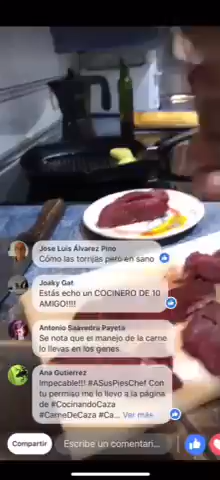 Jose Luis Álvarez Pino
Cómo las torrijas pero en sano
Joaky Gat
Estás echo un COCINERO DE 10
AMIGO!!!!
Antonio Saavedra Payeta
Se nota que el manejo de la carne
lo llevas en los genes.
Ana Gutierrez
Impecable!!! #ASusPiesChef Con
tu permiso me lo llevo a la página
de #CocinandoCaza
#CarneDeCaza #Ca... Ver más
Compartir
Escribe un comentari...